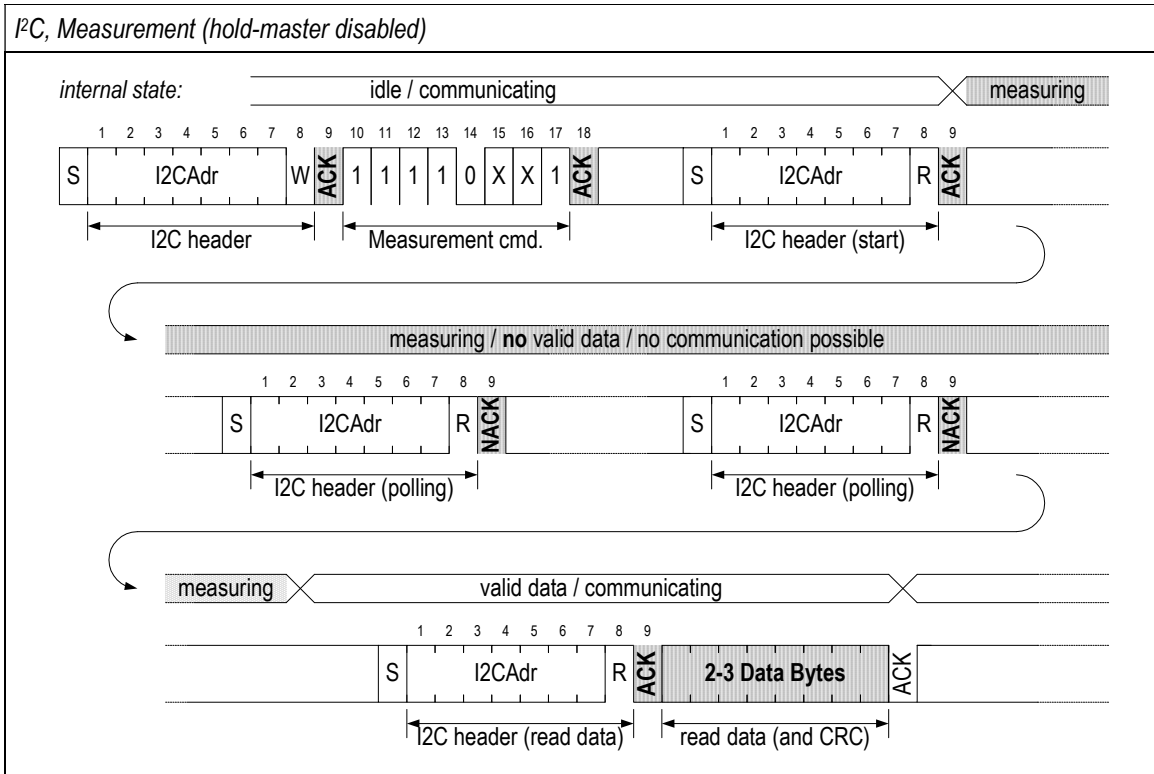 I²C, Measurement (hold-master disabled)
internal state: idle / communicating measuring
1 2 3 4 5 6 7 8 9 10 11 12 13 14 15 16 17 18 1 2 3 4 5 6 7 8 9
S I2CAdr W ACK 1 1 1 1 0 X X 1 ACK S I2CAdr R ACK
I2C header Measurement cmd. I2C header (start)
measuring / no valid data / no communication possible
1 2 3 4 5 6 7 8 9 1 2 3 4 5 6 7 8 9
S I2CAdr R NACK S I2CAdr R NACK
I2C header (polling) I2C header (polling)
measuring valid data / communicating
1 2 3 4 5 6 7 8 9
S I2CAdr R ACK 2-3 Data Bytes ACK
I2C header (read data) read data (and CRC)